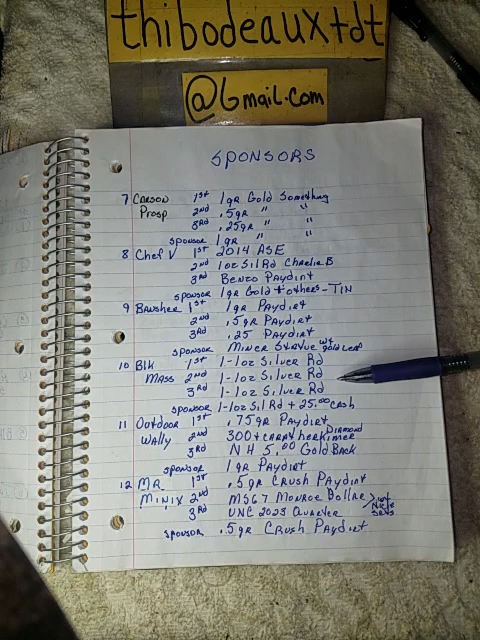 thibodeauxtdt
@Gmail.com
SPONSORS
7 Carson 1st 1gr Gold Something
Prosp 2nd .5gr " "
3rd .25gr " "
Sponsor 1gr " "
8 Chef V 1st 2014 ASE
2nd 1oz Sil Rd Charlie B
3rd Benzo Paydirt
Sponsor 1gr Gold + others - TIN
9 Banshee 1st 1gr Paydirt
2nd .5gr Paydirt
3rd .25 Paydirt
Sponsor Miner Statue w/ gold leaf
10 Blk 1st 1-1oz Silver Rd
Mass 2nd 1-1oz Silver Rd
3rd 1-1oz Silver Rd
Sponsor 1-1oz Sil Rd + 25.00 cash
11 Outdoor 1st .75gr Paydirt
Wally 2nd 300+ carat herkimer Diamond
3rd NH 5.00 GoldBack
Sponsor 1gr Paydirt
12 MR 1st .5gr Crush Paydirt
Minix 2nd MS67 Monroe Dollar
3rd UNC 2023 Quarter
Sponsor .5gr Crush Paydirt